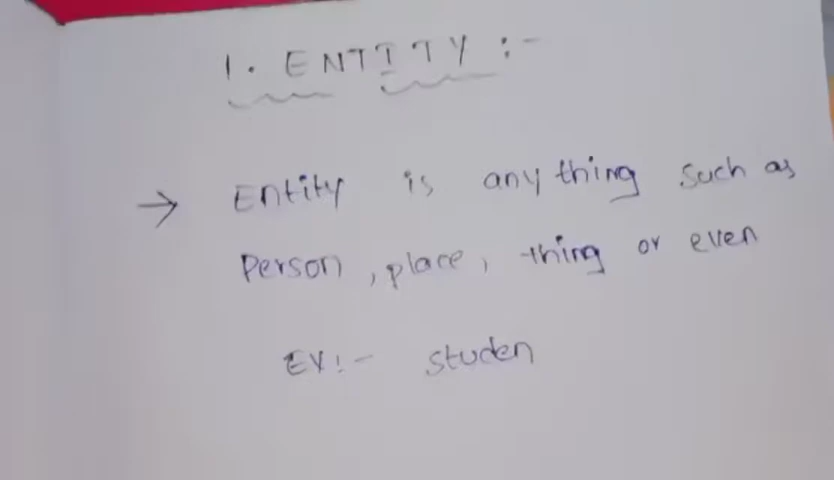 1. ENTITY :-
→ Entity is any thing such as
Person, place, thing or even
EX:- studen